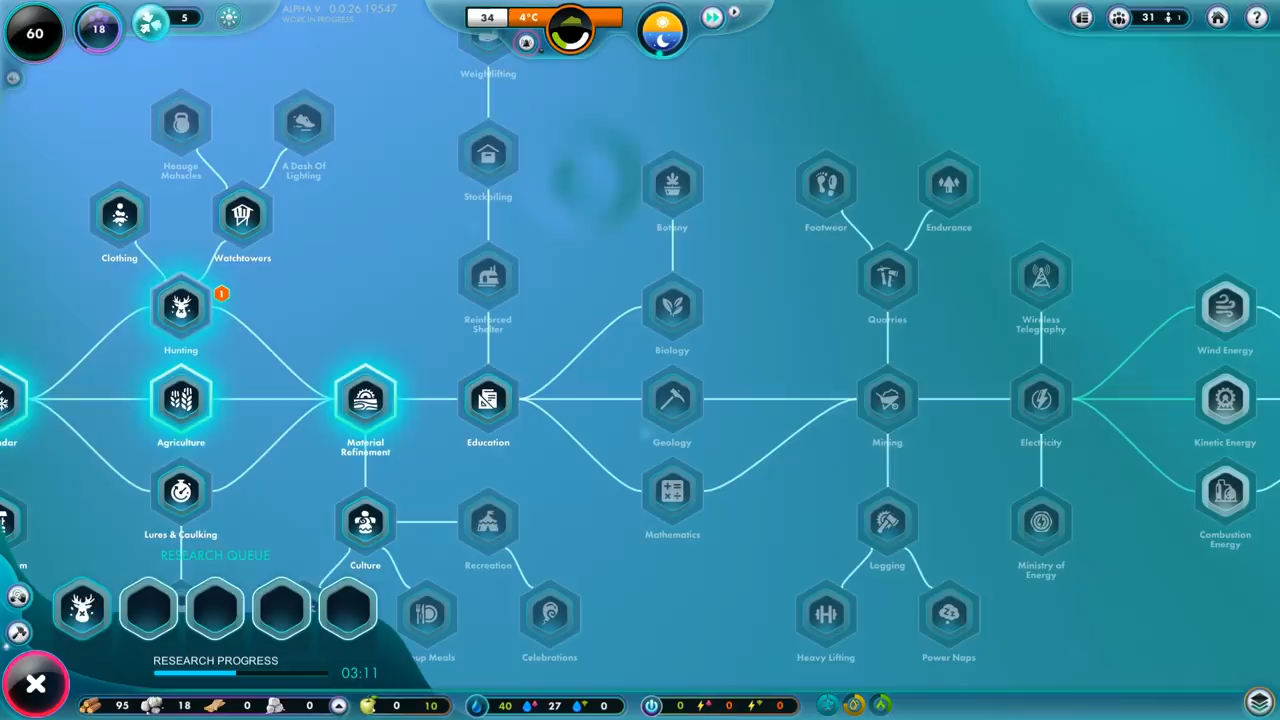 60
18
5
ALPHA V 0.0.26.19547
WORK IN PROGRESS
34
4°C
31
1
?
Weightlifting
Heauge Mahscles
A Dash Of Lighting
Stockpiling
Botany
Footwear
Endurance
Clothing
Watchtowers
1
Reinforced Shelter
Quarries
Wireless Telegraphy
Hunting
Biology
Wind Energy
Agriculture
Material Refinement
Education
Geology
Mining
Electricity
Kinetic Energy
Lures & Caulking
Mathematics
Combustion Energy
Culture
Recreation
Logging
Ministry of Energy
RESEARCH QUEUE
Celebrations
Heavy Lifting
Power Naps
RESEARCH PROGRESS
03:11
95
18
0
0
0
10
40
27
0
0
0
0